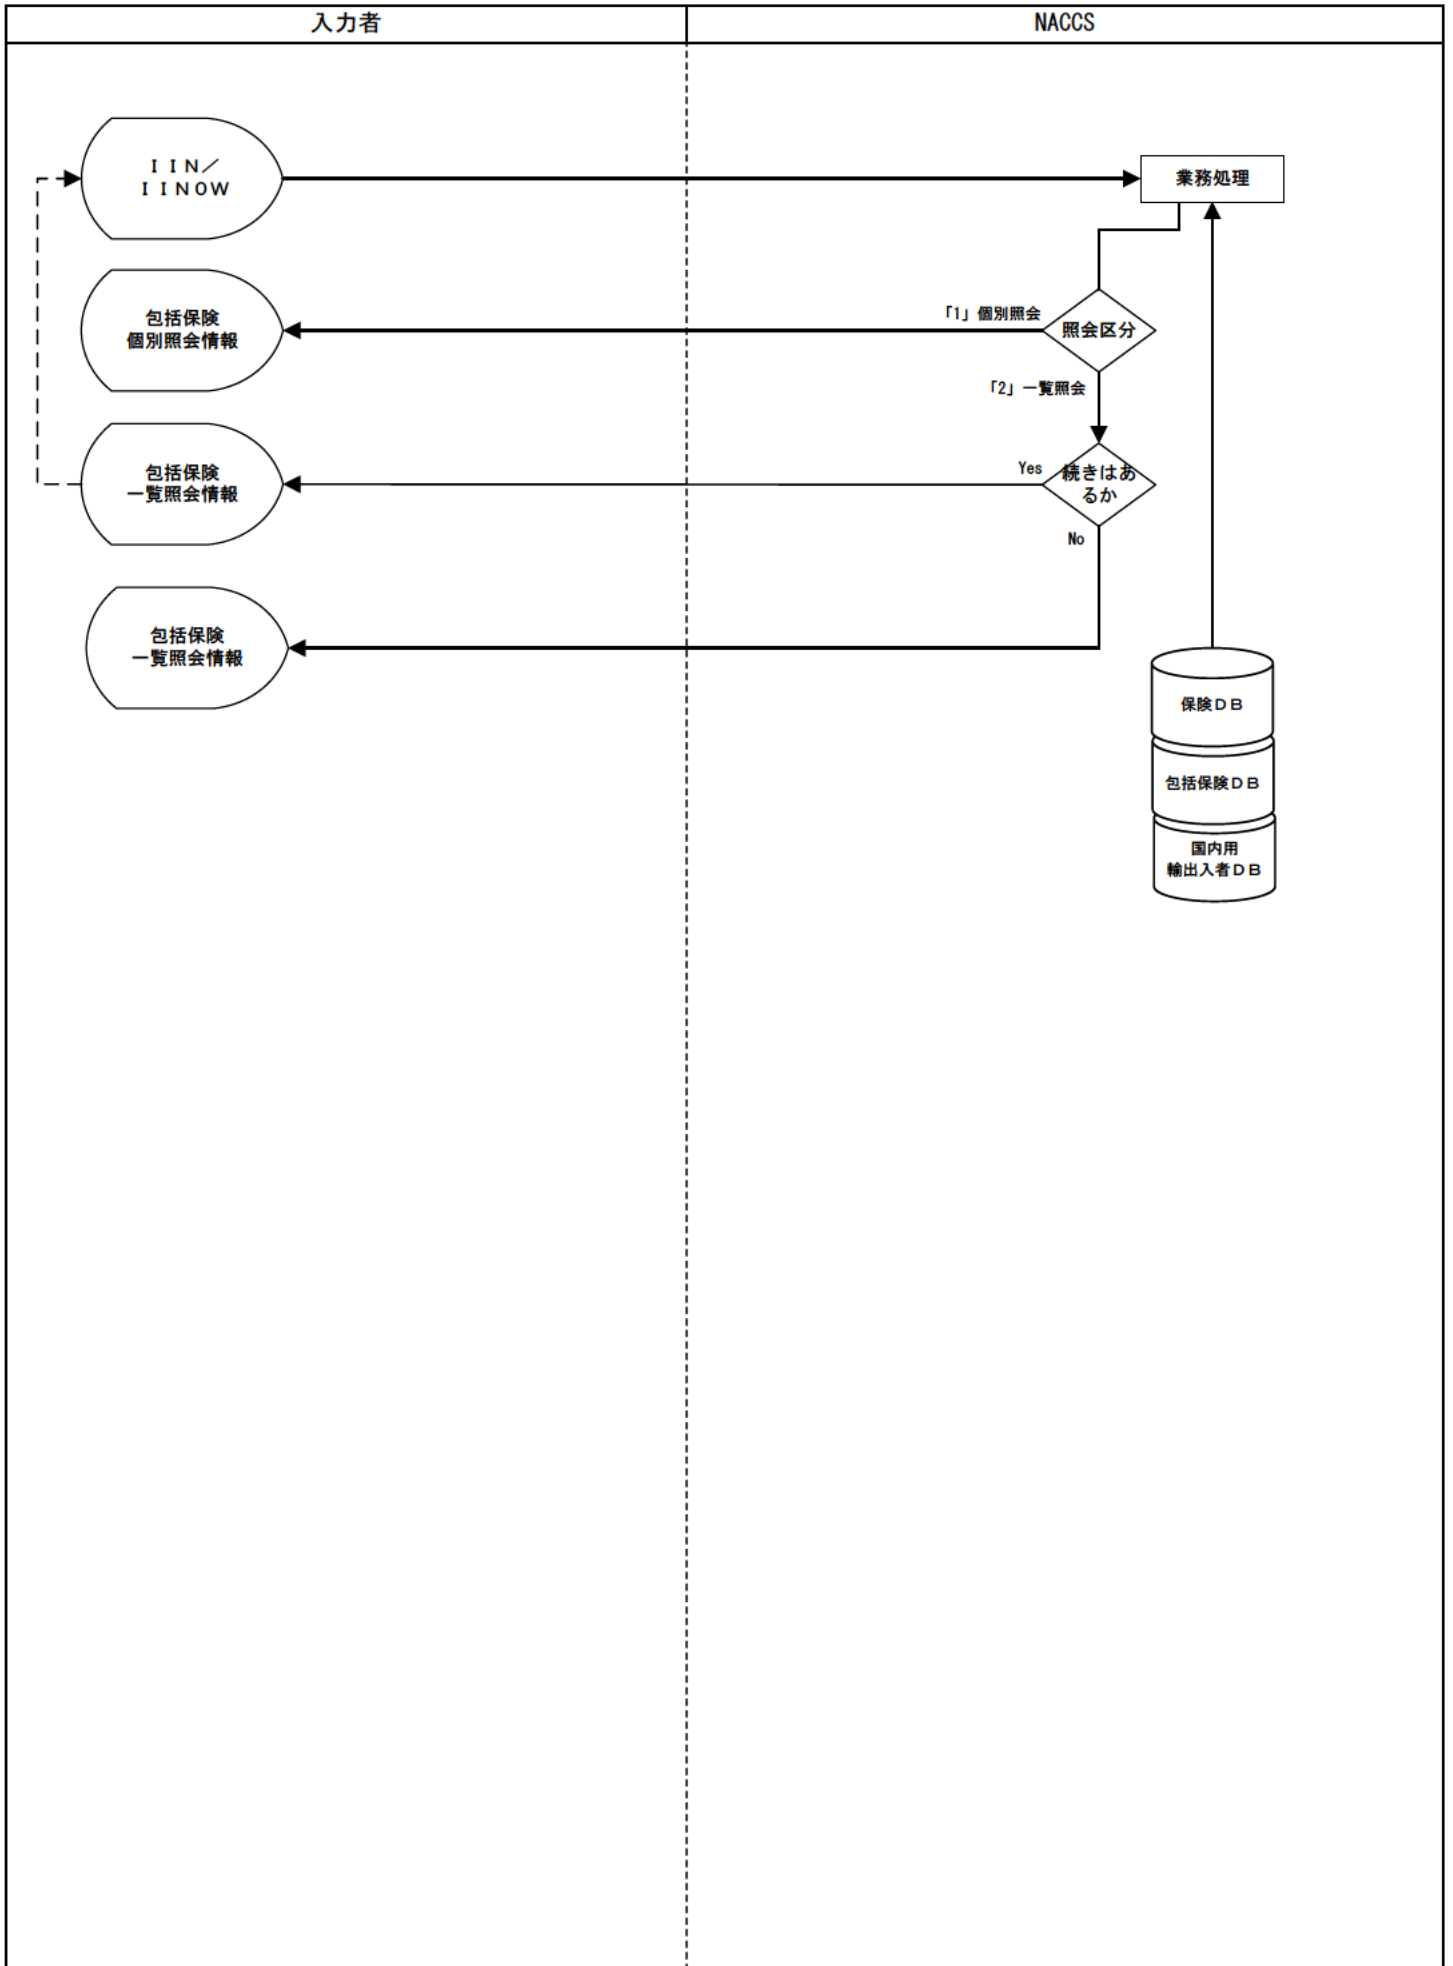 入力者
NACCS
ＩＩＮ／
ＩＩＮ０Ｗ
業務処理
包括保険
個別照会情報
「1」個別照会
照会区分
「2」一覧照会
包括保険
一覧照会情報
Yes
続きはあ
るか
No
包括保険
一覧照会情報
保険ＤＢ
包括保険ＤＢ
国内用
輸出入者ＤＢ